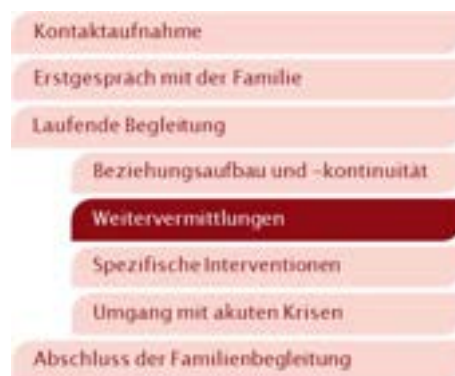 Kontaktaufnahme
Erstgespräch mit der Familie
Laufende Begleitung
Beziehungsaufbau und -kontinuität
Weitervermittlungen
Spezifische Interventionen
Umgang mit akuten Krisen
Abschluss der Familienbegleitung